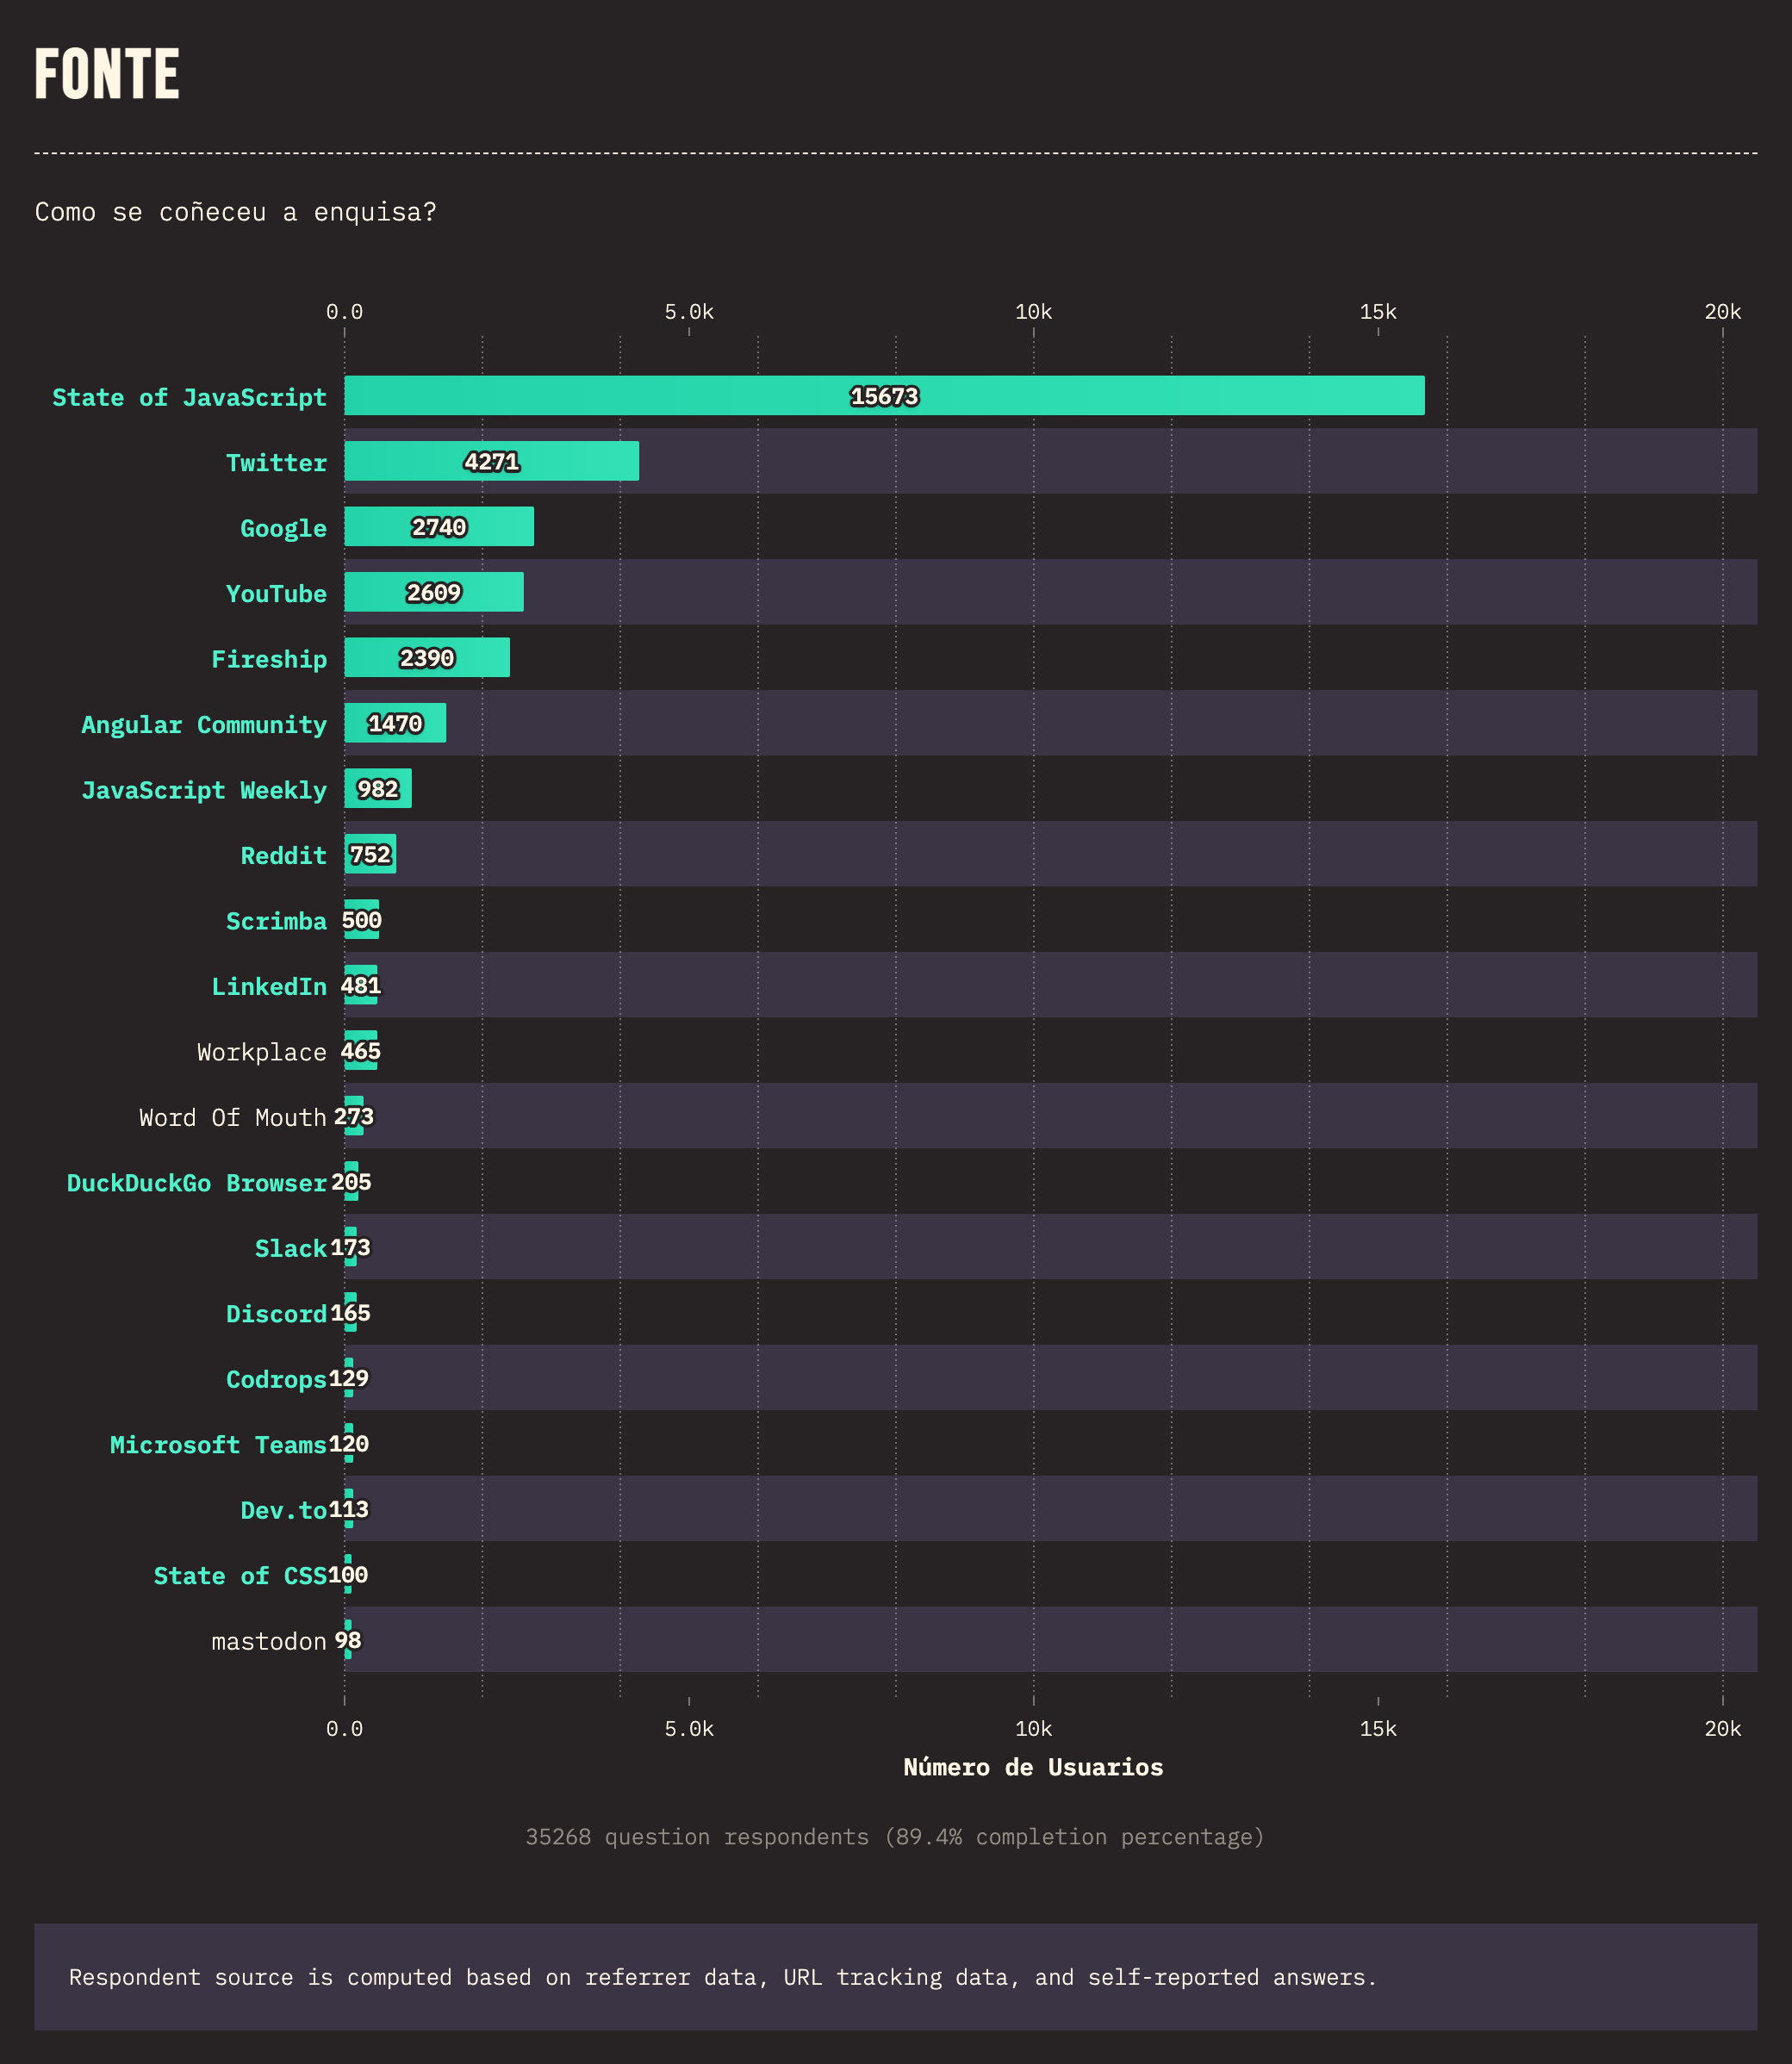 FONTE
Como se coñeceu a enquisa?
0.0 5.0k 10k 15k 20k
State of JavaScript 15673
Twitter 4271
Google 2740
YouTube 2609
Fireship 2390
Angular Community 1470
JavaScript Weekly 982
Reddit 752
Scrimba 500
LinkedIn 481
Workplace 465
Word Of Mouth 273
DuckDuckGo Browser 205
Slack 173
Discord 165
Codrops 129
Microsoft Teams 120
Dev.to 113
State of CSS 100
mastodon 98
0.0 5.0k 10k 15k 20k
Número de Usuarios
35268 question respondents (89.4% completion percentage)
Respondent source is computed based on referrer data, URL tracking data, and self-reported answers.